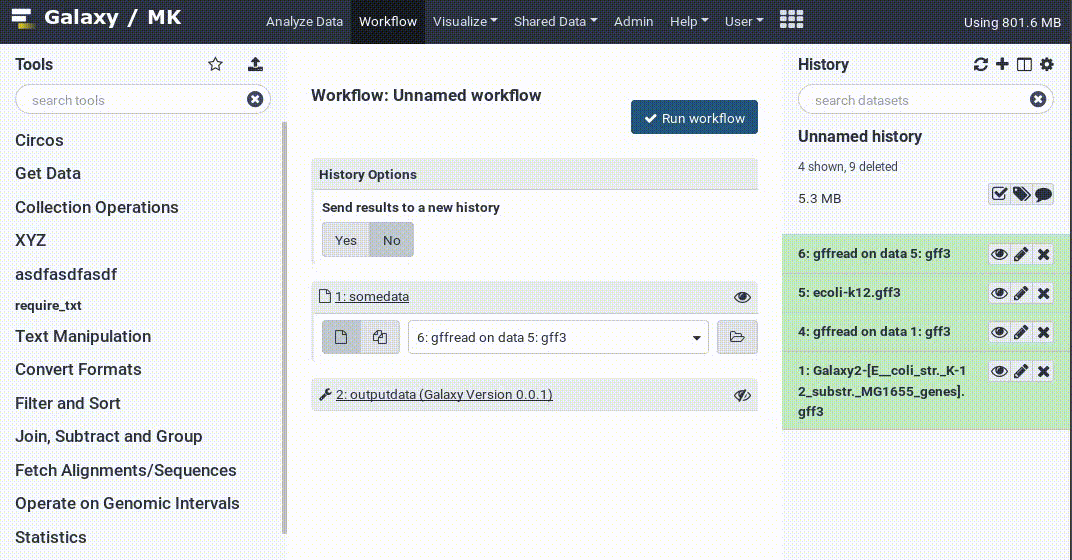 Galaxy / MK
Analyze Data Workflow Visualize Shared Data Admin Help User
Using 801.6 MB
Tools
search tools
Circos
Get Data
Collection Operations
XYZ
asdfasdfasdf
require_txt
Text Manipulation
Convert Formats
Filter and Sort
Join, Subtract and Group
Fetch Alignments/Sequences
Operate on Genomic Intervals
Statistics
Workflow: Unnamed workflow
Run workflow
History Options
Send results to a new history
Yes No
1: somedata
6: gffread on data 5: gff3
2: outputdata (Galaxy Version 0.0.1)
History
search datasets
Unnamed history
4 shown, 9 deleted
5.3 MB
6: gffread on data 5: gff3
5: ecoli-k12.gff3
4: gffread on data 1: gff3
1: Galaxy2-[E__coli_str._K-1
2_substr._MG1655_genes].
gff3